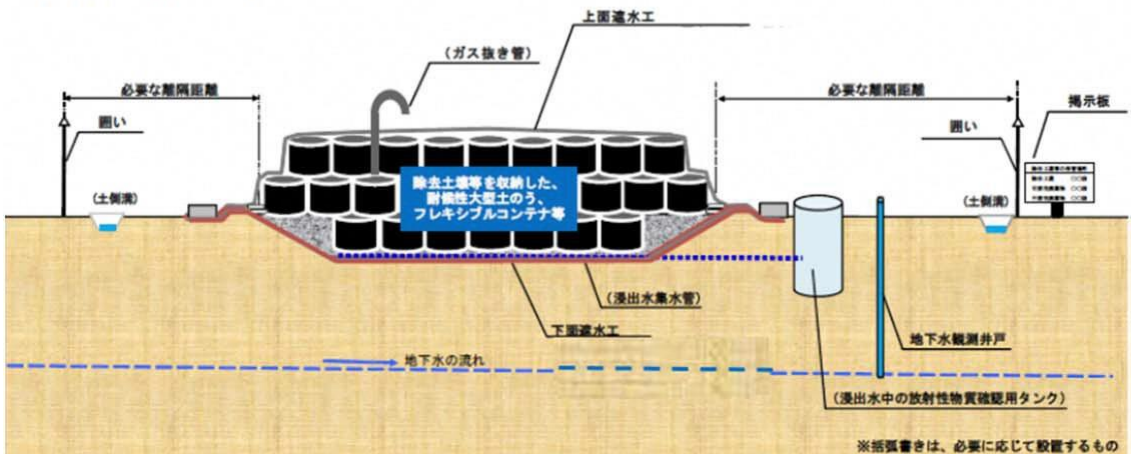 上面遮水工
(ガス抜き管)
必要な離隔距離
必要な離隔距離
掲示板
囲い
囲い
除去土壌等を収納した、
耐候性大型土のう、
フレキシブルコンテナ等
(土側溝)
(土側溝)
(浸出水集水管)
下面遮水工
地下水観測井戸
地下水の流れ
(浸出水中の放射性物質確認用タンク)
※括弧書きは、必要に応じて設置するもの